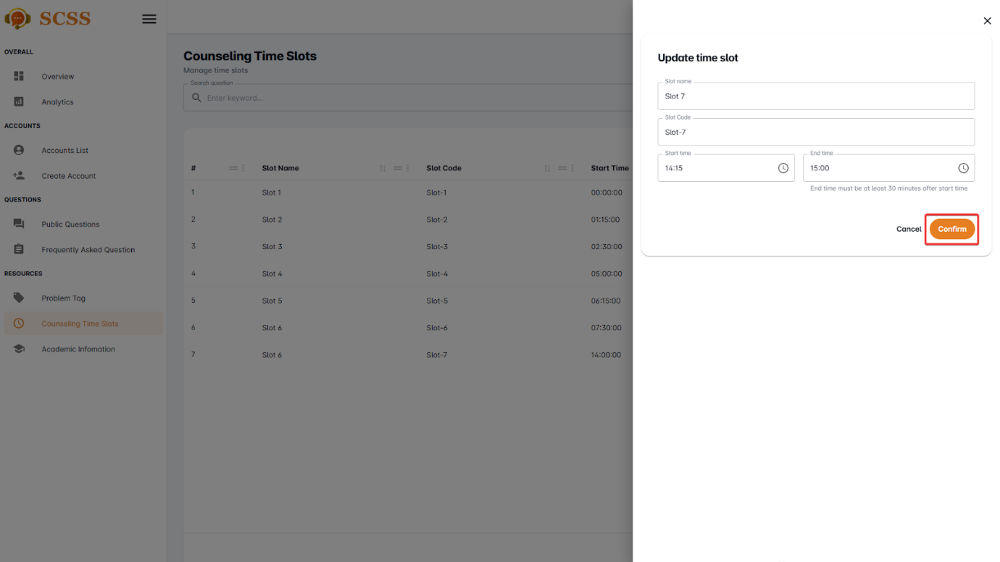 SCSS
OVERALL
Overview
Analytics
ACCOUNTS
Accounts List
Create Account
QUESTIONS
Public Questions
Frequently Asked Question
RESOURCES
Problem Tag
Counseling Time Slots
Academic Infomation
Counseling Time Slots
Manage time slots
Search question
Enter keyword...
# Slot Name Slot Code Start Time
1 Slot 1 Slot-1 00:00:00
2 Slot 2 Slot-2 01:15:00
3 Slot 3 Slot-3 02:30:00
4 Slot 4 Slot-4 05:00:00
5 Slot 5 Slot-5 06:15:00
6 Slot 6 Slot-6 07:30:00
7 Slot 6 Slot-7 14:00:00
Update time slot
Slot name
Slot 7
Slot Code
Slot-7
Start time End time
14:15 15:00
End time must be at least 30 minutes after start time
Cancel Confirm